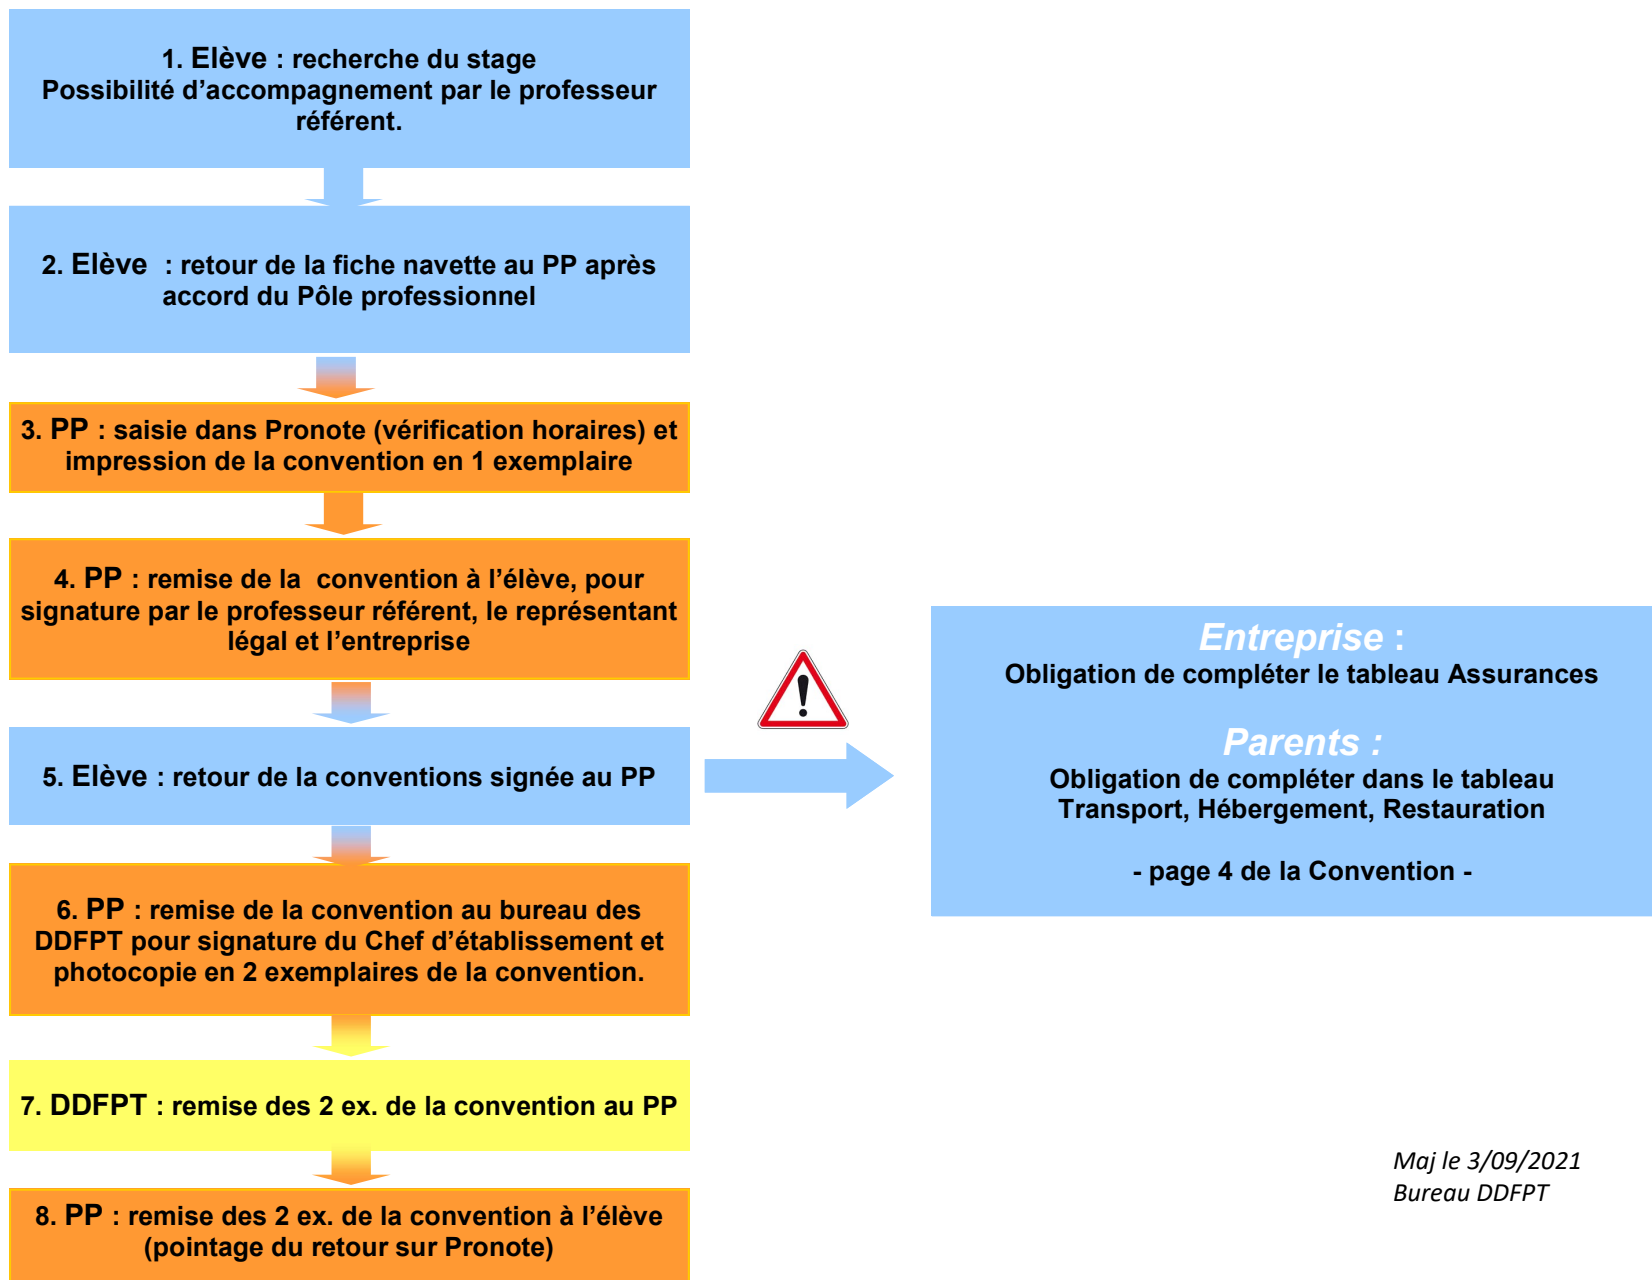 1. Elève : recherche du stage
Possibilité d’accompagnement par le professeur
référent.
2. Elève : retour de la fiche navette au PP après
accord du Pôle professionnel
3. PP : saisie dans Pronote (vérification horaires) et
impression de la convention en 1 exemplaire
4. PP : remise de la convention à l’élève, pour
signature par le professeur référent, le représentant
légal et l’entreprise
5. Elève : retour de la conventions signée au PP
Entreprise :
Obligation de compléter le tableau Assurances
Parents :
Obligation de compléter dans le tableau
Transport, Hébergement, Restauration
- page 4 de la Convention -
6. PP : remise de la convention au bureau des
DDFPT pour signature du Chef d’établissement et
photocopie en 2 exemplaires de la convention.
7. DDFPT : remise des 2 ex. de la convention au PP
8. PP : remise des 2 ex. de la convention à l’élève
(pointage du retour sur Pronote)
Maj le 3/09/2021
Bureau DDFPT